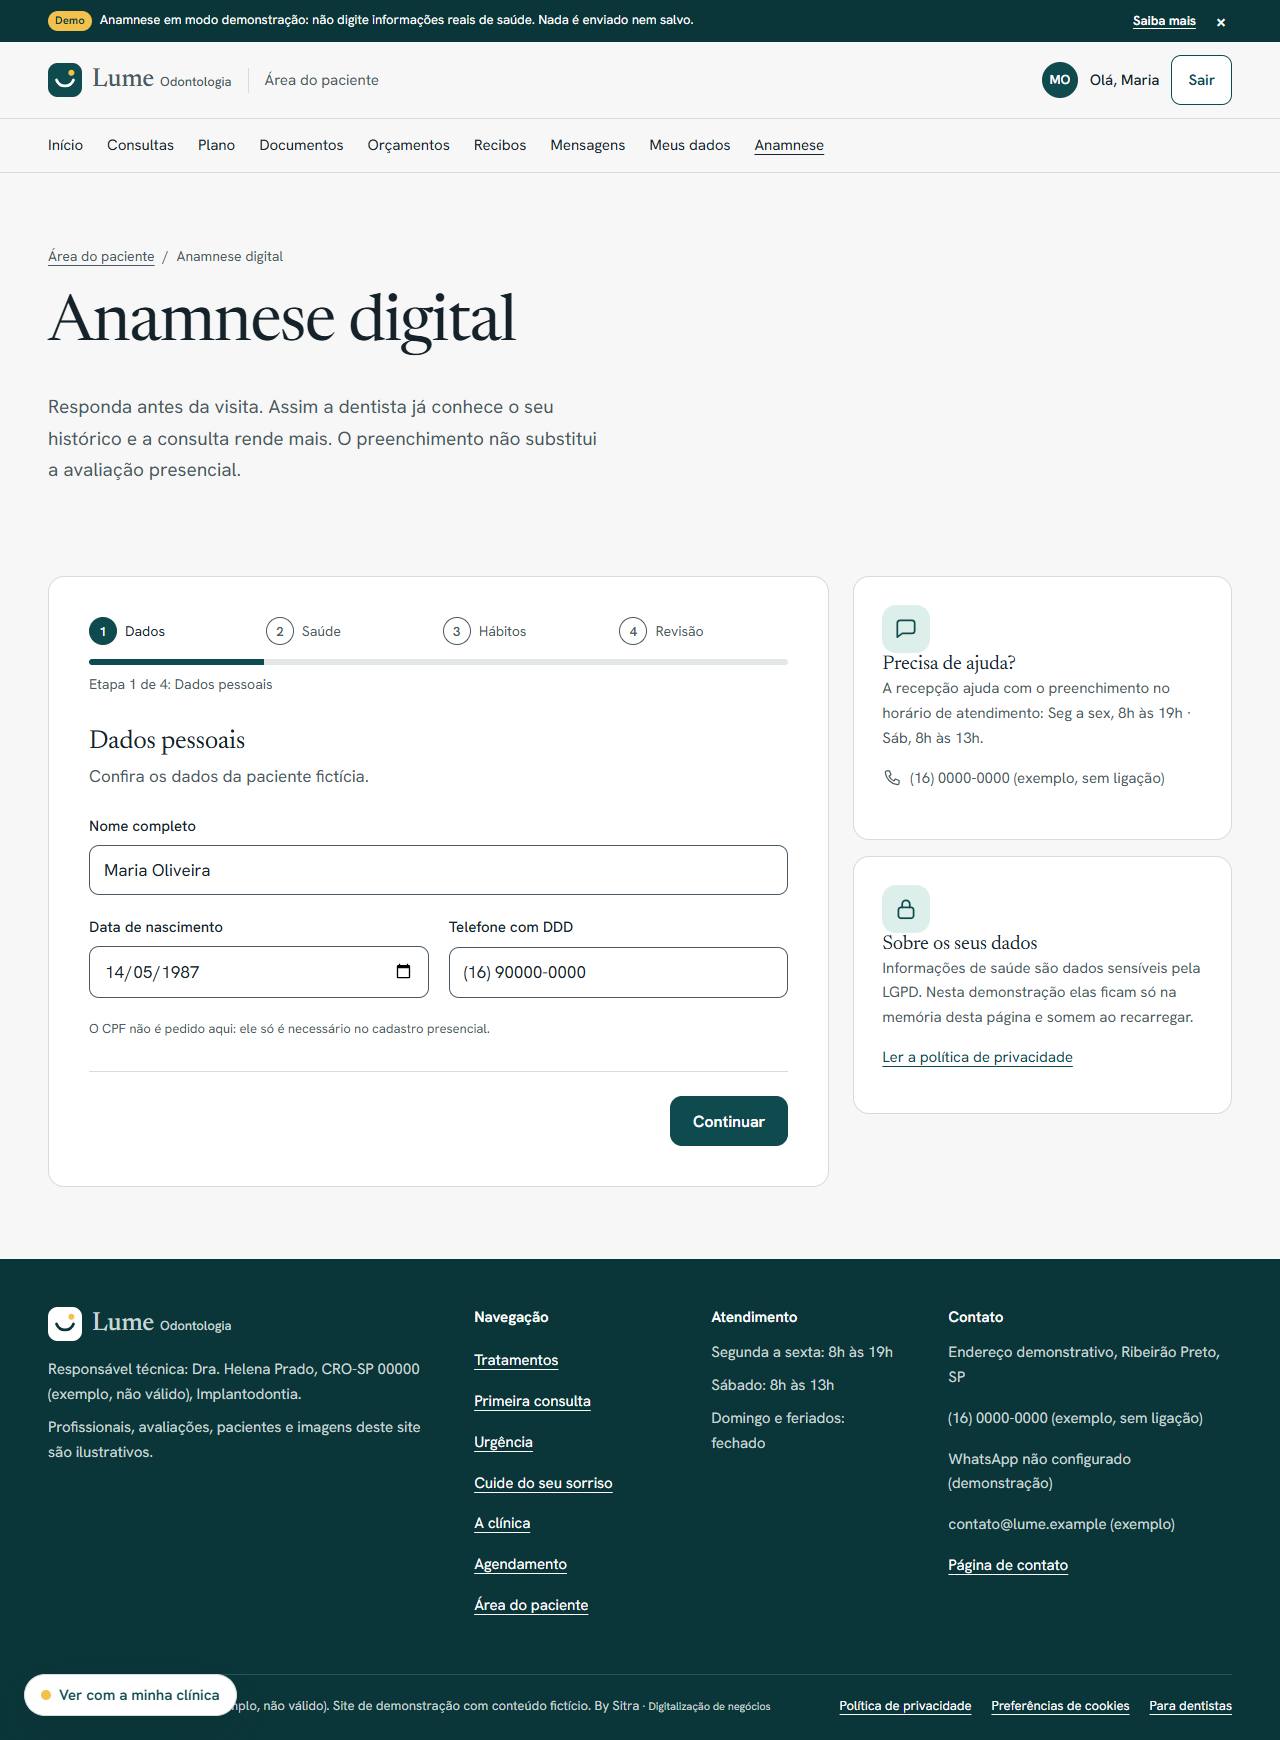 Demo Anamnese em modo demonstração: não digite informações reais de saúde. Nada é enviado nem salvo. Saiba mais ×
Lume Odontologia Área do paciente MO Olá, Maria Sair
Início Consultas Plano Documentos Orçamentos Recibos Mensagens Meus dados Anamnese
Área do paciente / Anamnese digital
Anamnese digital
Responda antes da visita. Assim a dentista já conhece o seu
histórico e a consulta rende mais. O preenchimento não substitui
a avaliação presencial.
1 Dados 2 Saúde 3 Hábitos 4 Revisão
Etapa 1 de 4: Dados pessoais
Dados pessoais
Confira os dados da paciente fictícia.
Nome completo
Maria Oliveira
Data de nascimento Telefone com DDD
14/05/1987 (16) 90000-0000
O CPF não é pedido aqui: ele só é necessário no cadastro presencial.
Continuar
Precisa de ajuda?
A recepção ajuda com o preenchimento no
horário de atendimento: Seg a sex, 8h às 19h ·
Sáb, 8h às 13h.
(16) 0000-0000 (exemplo, sem ligação)
Sobre os seus dados
Informações de saúde são dados sensíveis pela
LGPD. Nesta demonstração elas ficam só na
memória desta página e somem ao recarregar.
Ler a política de privacidade
Lume Odontologia
Responsável técnica: Dra. Helena Prado, CRO-SP 00000
(exemplo, não válido), Implantodontia.
Profissionais, avaliações, pacientes e imagens deste site
são ilustrativos.
Navegação
Tratamentos
Primeira consulta
Urgência
Cuide do seu sorriso
A clínica
Agendamento
Área do paciente
Atendimento
Segunda a sexta: 8h às 19h
Sábado: 8h às 13h
Domingo e feriados:
fechado
Contato
Endereço demonstrativo, Ribeirão Preto,
SP
(16) 0000-0000 (exemplo, sem ligação)
WhatsApp não configurado
(demonstração)
contato@lume.example (exemplo)
Página de contato
Ver com a minha clínica
não válido). Site de demonstração com conteúdo fictício. By Sitra · Digitalização de negócios Política de privacidade Preferências de cookies Para dentistas